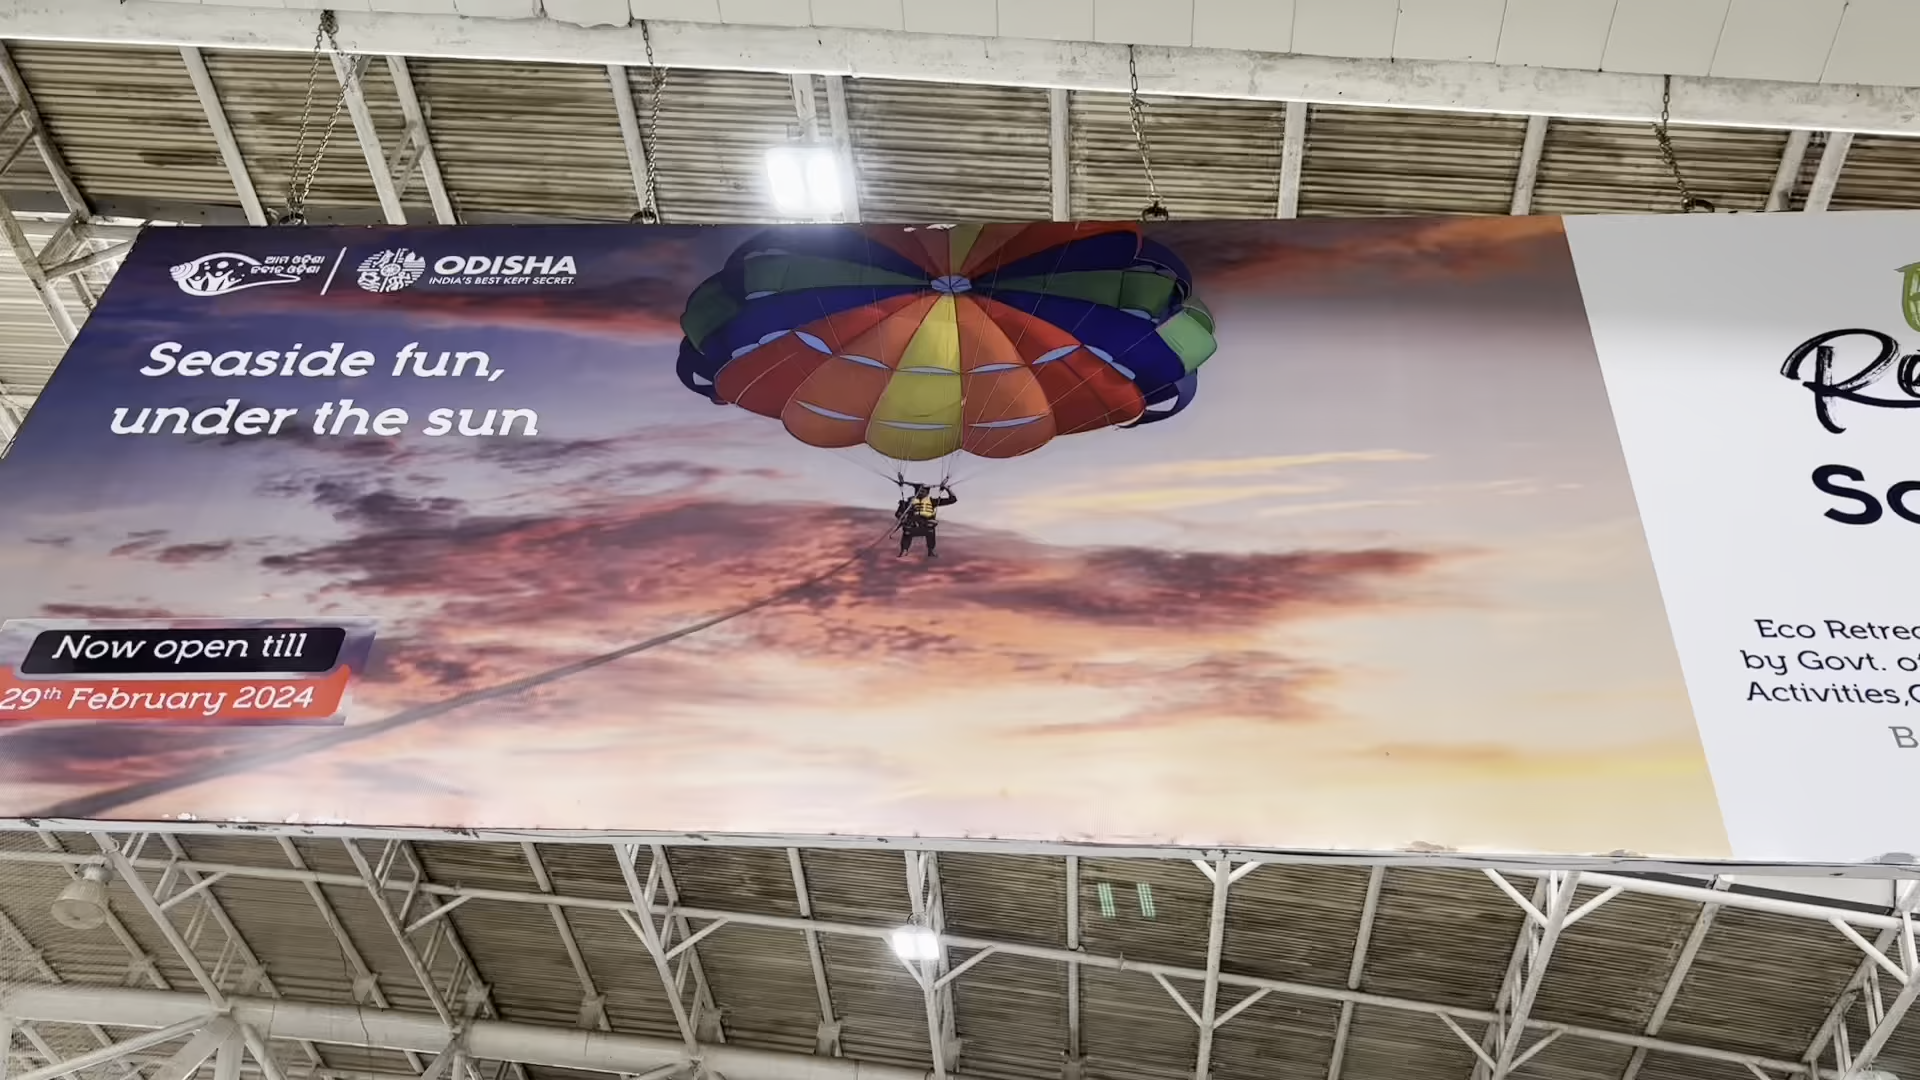 ଆମ ଓଡ଼ିଶା
ନବୀନ ଓଡ଼ିଶା
ODISHA
INDIA'S BEST KEPT SECRET.
Seaside fun,
under the sun
Now open till
29th February 2024
Eco
by Govt.
Activities,